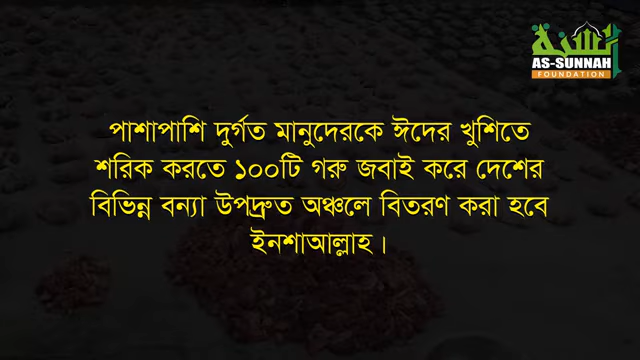 السنة
AS-SUNNAH
FOUNDATION
পাশাপাশি দুর্গত মানুদেরকে ঈদের খুশিতে
শরিক করতে ১০০টি গরু জবাই করে দেশের
বিভিন্ন বন্যা উপদ্রুত অঞ্চলে বিতরণ করা হবে
ইনশাআল্লাহ।